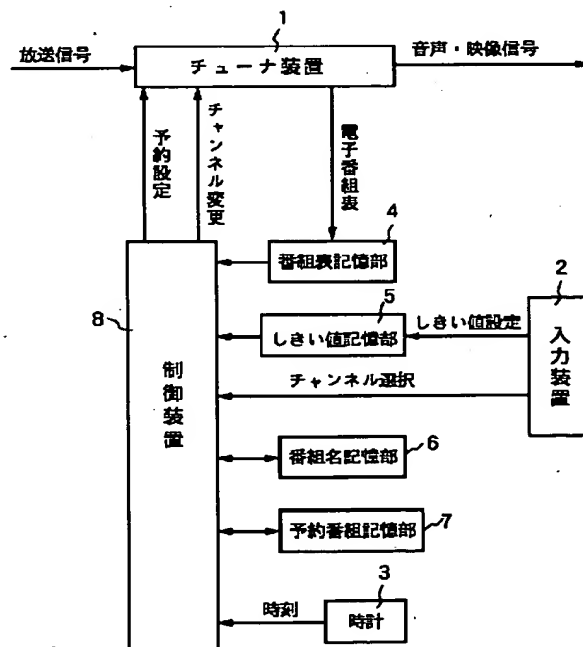 1
放送信号
チューナ装置
音声・映像信号
予約設定
チャンネル変更
電子番組表
4
番組表記憶部
2
入力装置
5
しきい値記憶部
しきい値設定
8
制御装置
チャンネル選択
番組名記憶部
6
予約番組記憶部
7
3
時刻
時計